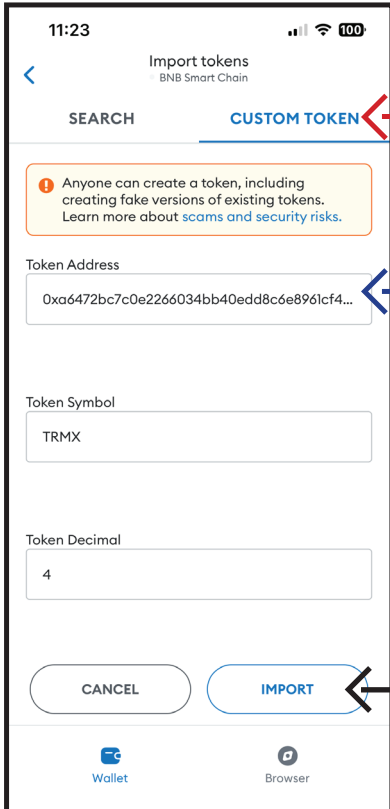 11:23
100
Import tokens
BNB Smart Chain
SEARCH
CUSTOM TOKEN
Anyone can create a token, including
creating fake versions of existing tokens.
Learn more about scams and security risks.
Token Address
0xa6472bc7c0e2266034bb40edd8c6e8961cf4...
Token Symbol
TRMX
Token Decimal
4
CANCEL
IMPORT
Wallet
Browser